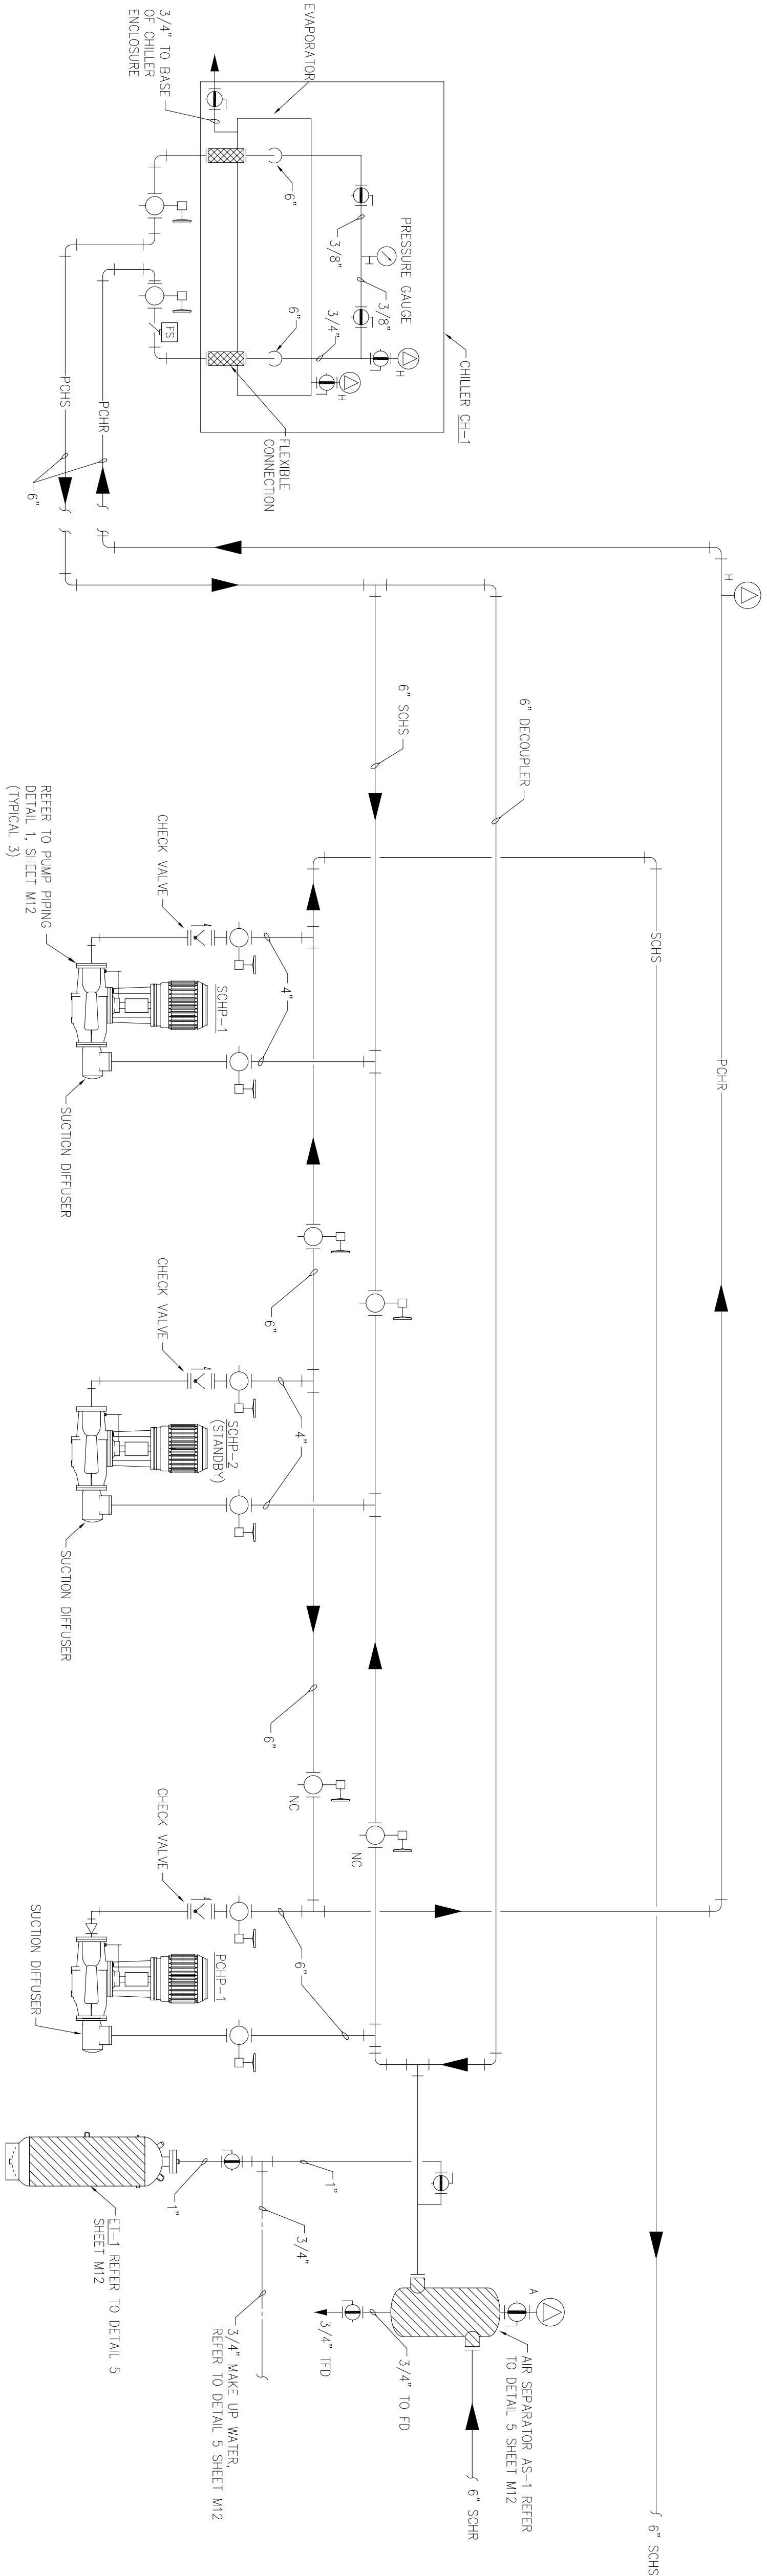 EVAPORATOR
3/4" TO BASE
OF CHILLER
ENCLOSURE
6"
3/8"
PRESSURE GAUGE
H
3/8"
6"
3/4"
H
H
FS
CHILLER CH-1
FLEXIBLE
CONNECTION
PCHS
PCHR
6"
H
6" SCHS
6" DECOUPLER
CHECK VALVE
REFER TO PUMP PIPING
DETAIL 1, SHEET M12
(TYPICAL 3)
SCHP-1
4"
SUCTION DIFFUSER
SCHS
PCHR
6"
CHECK VALVE
SCHP-2
(STANDBY)
4"
SUCTION DIFFUSER
6"
NC
NC
CHECK VALVE
PCHP-1
6"
SUCTION DIFFUSER
1"
1"
3/4"
ET-1 REFER TO DETAIL 5
SHEET M12
3/4" MAKE UP WATER,
REFER TO DETAIL 5 SHEET M12
A
3/4" TFD
3/4" TO FD
AIR SEPARATOR AS-1 REFER
TO DETAIL 5 SHEET M12
6" SCHR
6" SCHS